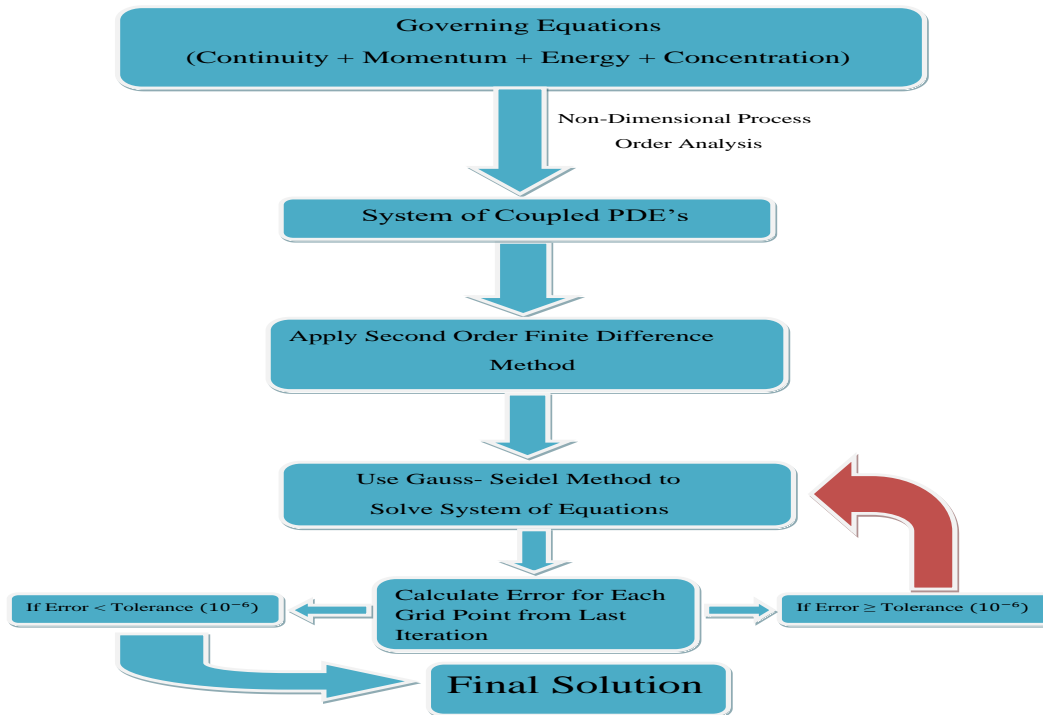 Governing Equations
(Continuity + Momentum + Energy + Concentration)
Non-Dimensional Process
Order Analysis
System of Coupled PDE's
Apply Second Order Finite Difference
Method
Use Gauss- Seidel Method to
Solve System of Equations
Calculate Error for Each
Grid Point from Last
Iteration
If Error < Tolerance (10⁻⁶)
If Error ≥ Tolerance (10⁻⁶)
Final Solution